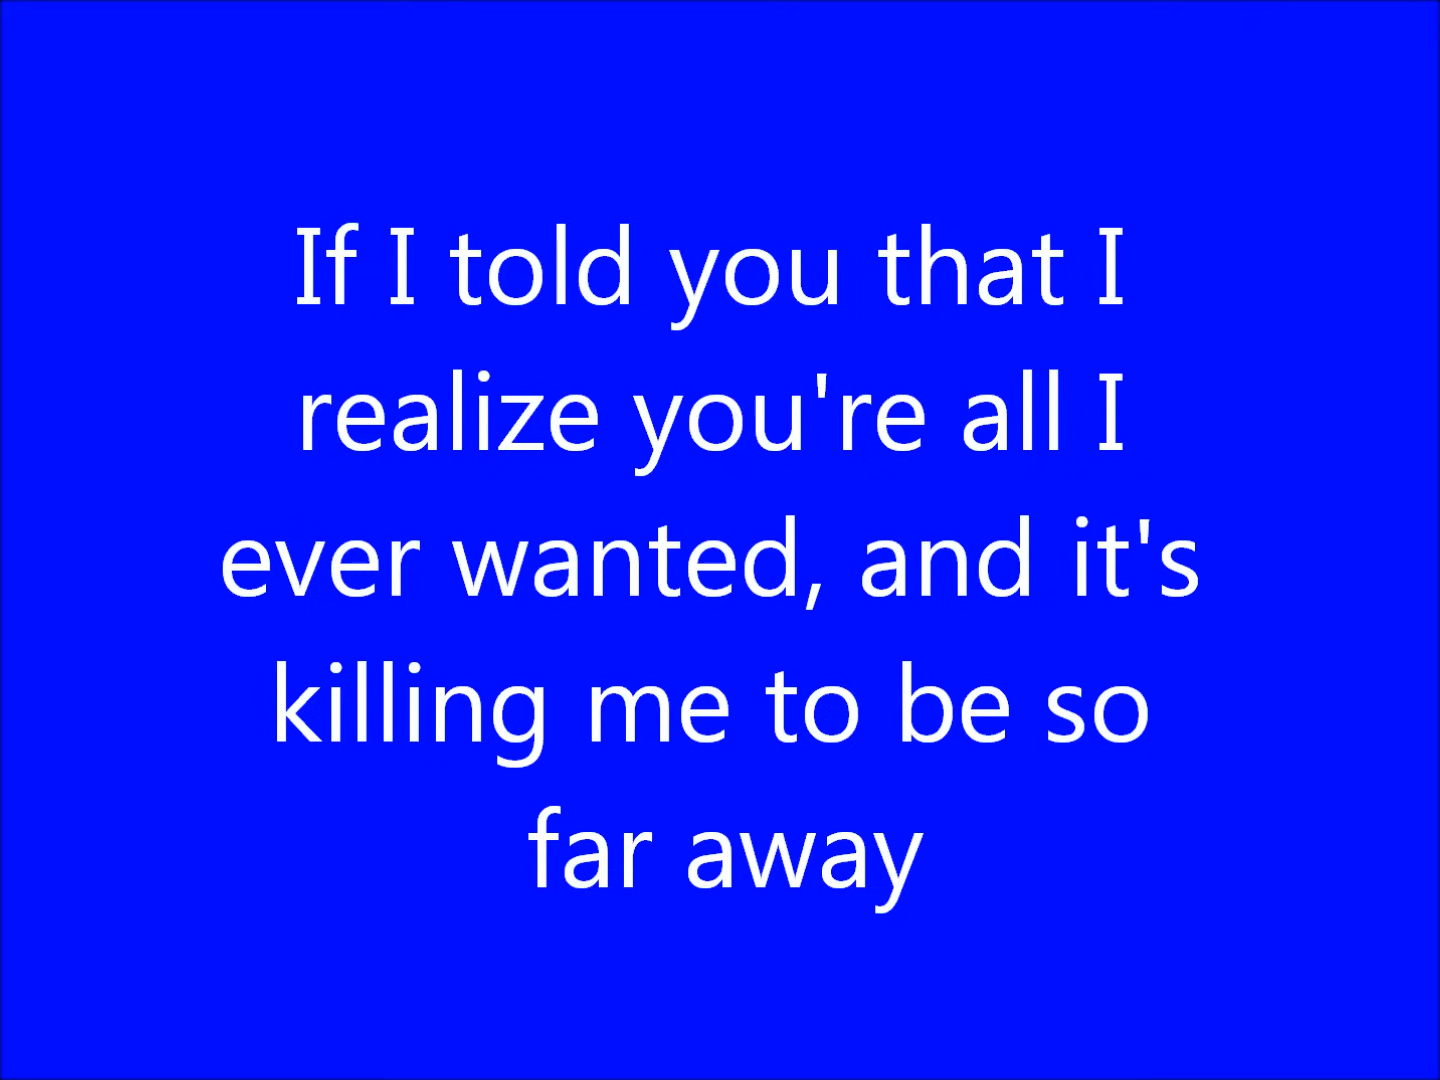 If I told you that I
realize you're all I
ever wanted, and it's
killing me to be so
far away